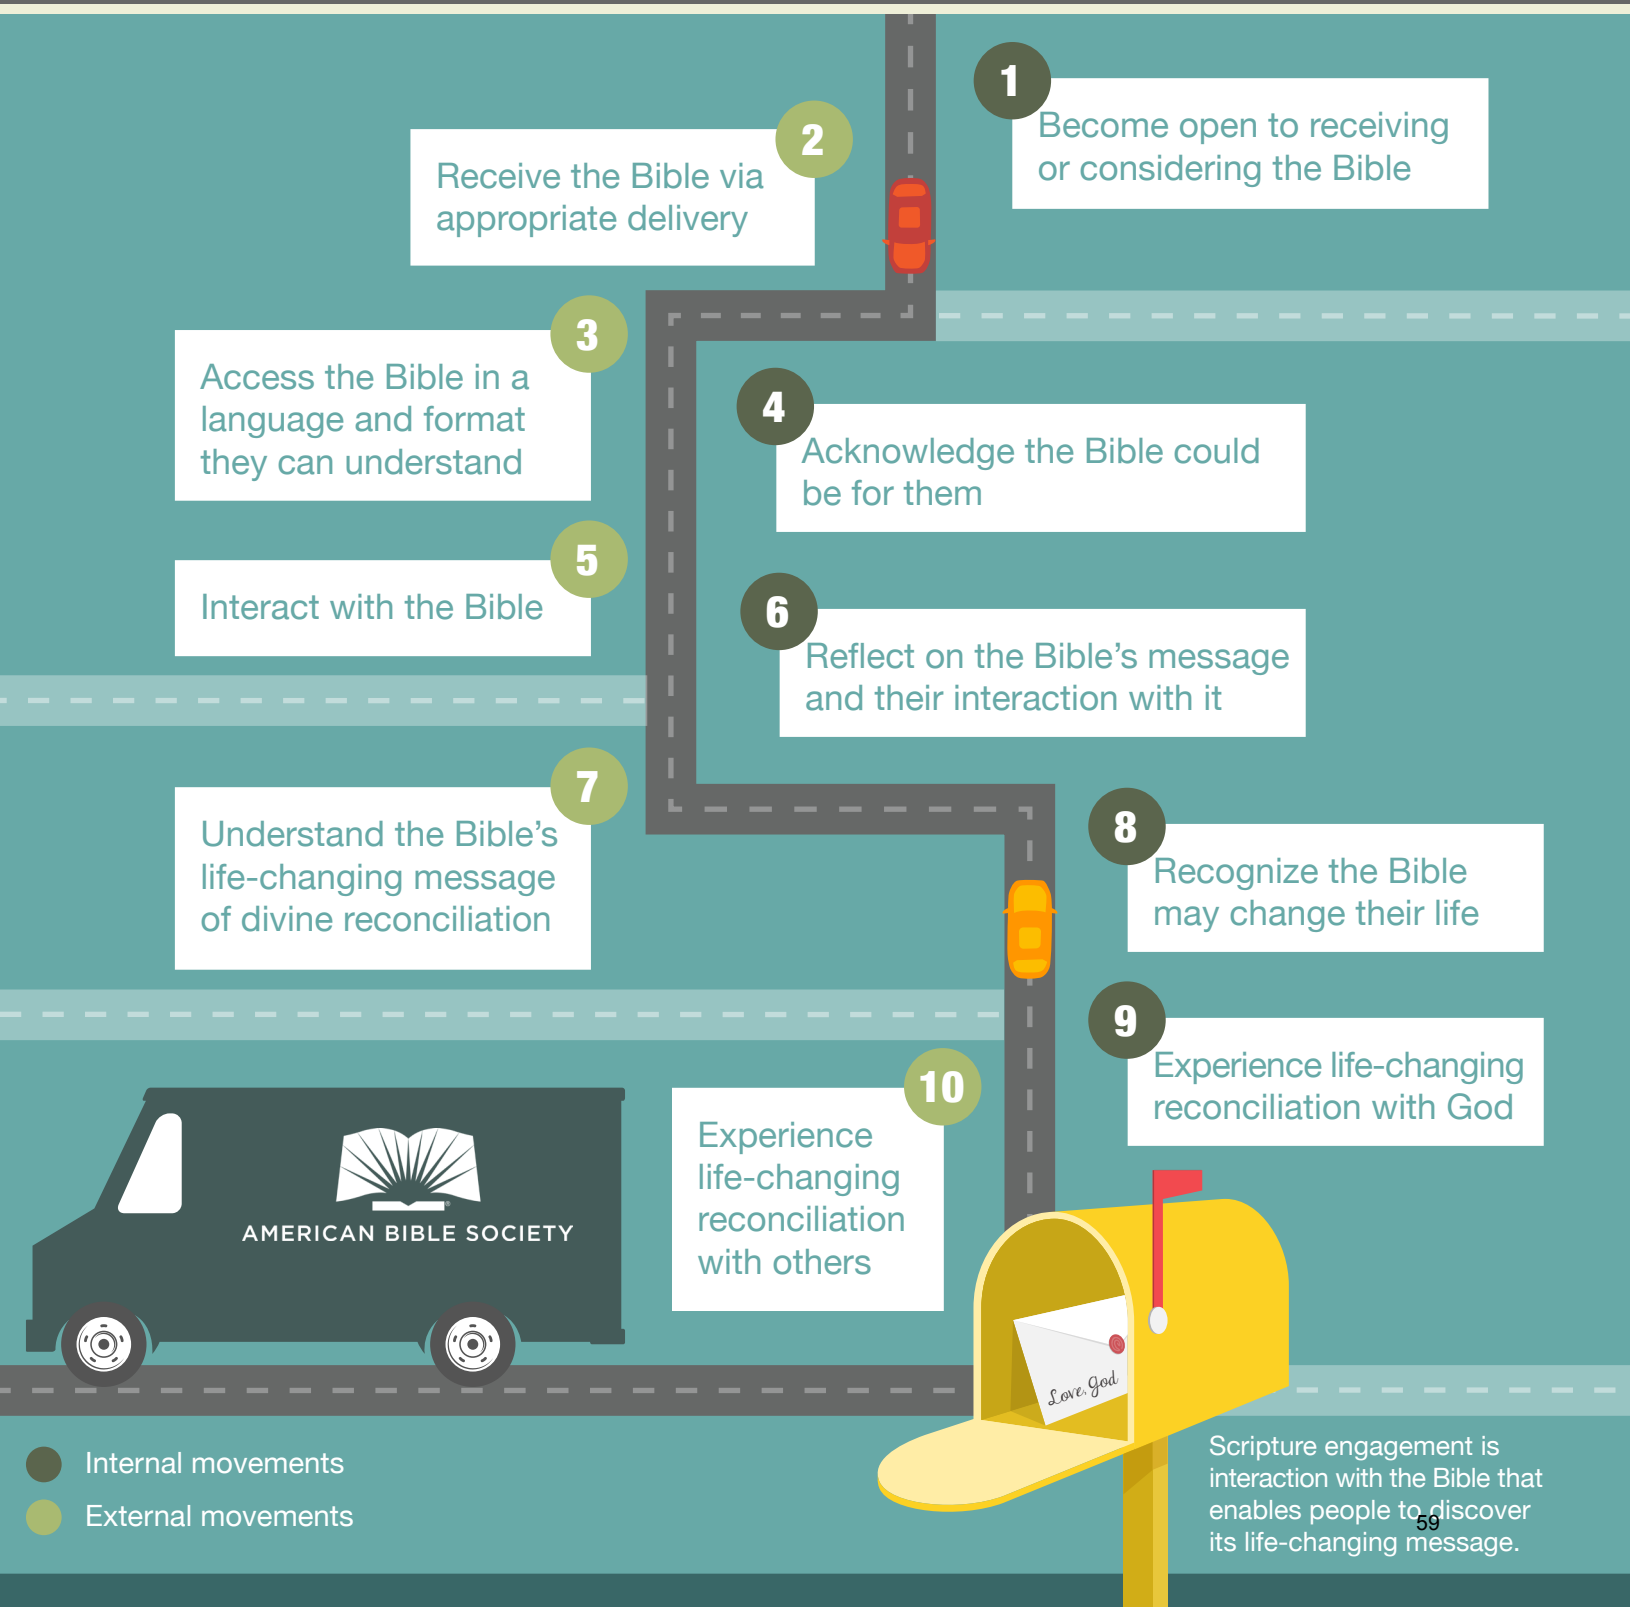 1
Become open to receiving
or considering the Bible
2
Receive the Bible via
appropriate delivery
3
Access the Bible in a
language and format
they can understand
4
Acknowledge the Bible could
be for them
5
Interact with the Bible
6
Reflect on the Bible's message
and their interaction with it
7
Understand the Bible's
life-changing message
of divine reconciliation
8
Recognize the Bible
may change their life
9
Experience life-changing
reconciliation with God
10
Experience
life-changing
reconciliation
with others
AMERICAN BIBLE SOCIETY
Love, God
Internal movements
External movements
Scripture engagement is
interaction with the Bible that
enables people to discover
its life-changing message.
59